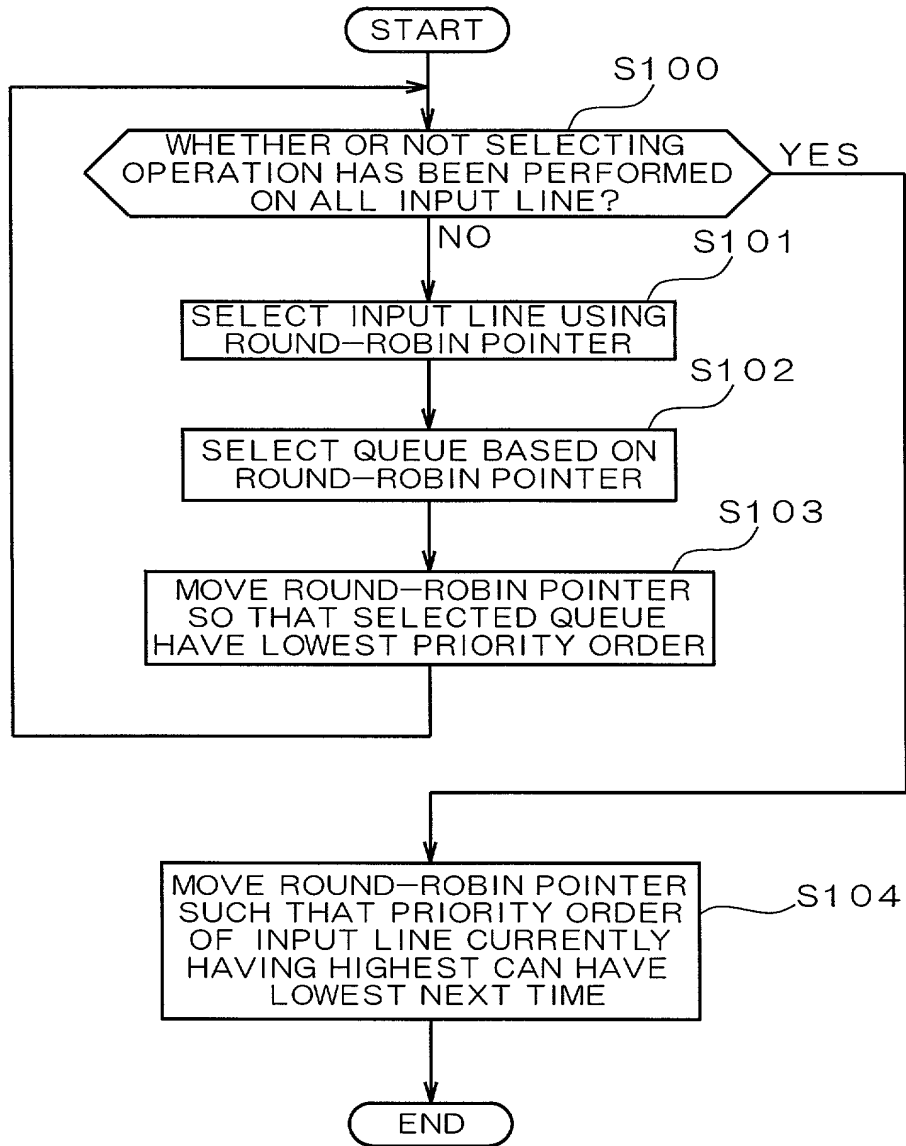 START
S100
WHETHER OR NOT SELECTING
OPERATION HAS BEEN PERFORMED
ON ALL INPUT LINE?
YES
NO
S101
SELECT INPUT LINE USING
ROUND-ROBIN POINTER
S102
SELECT QUEUE BASED ON
ROUND-ROBIN POINTER
S103
MOVE ROUND-ROBIN POINTER
SO THAT SELECTED QUEUE
HAVE LOWEST PRIORITY ORDER
MOVE ROUND-ROBIN POINTER
SUCH THAT PRIORITY ORDER
OF INPUT LINE CURRENTLY
HAVING HIGHEST CAN HAVE
LOWEST NEXT TIME
S104
END